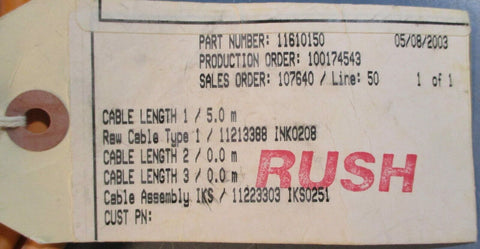 PART NUMBER: 11610150 05/08/2003
PRODUCTION ORDER: 100174543
SALES ORDER: 107640 / Line: 50 1 of 1
CABLE LENGTH 1 / 5.0 m
Raw Cable Type 1 / 11213388 INK0208
CABLE LENGTH 2 / 0.0 m
CABLE LENGTH 3 / 0.0 m
RUSH
Cable Assembly IKS / 11223303 IKS0251
CUST PN: